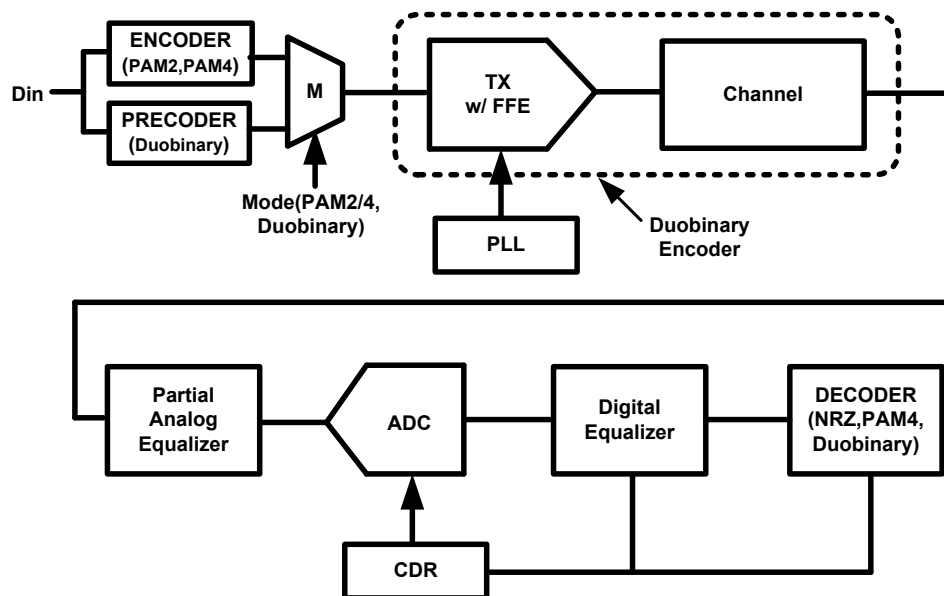 ENCODER
(PAM2,PAM4)
Din
PRECODER
(Duobinary)
M
Mode(PAM2/4,
Duobinary)
TX
w/ FFE
Channel
PLL
Duobinary
Encoder
Partial
Analog
Equalizer
ADC
Digital
Equalizer
DECODER
(NRZ,PAM4,
Duobinary)
CDR